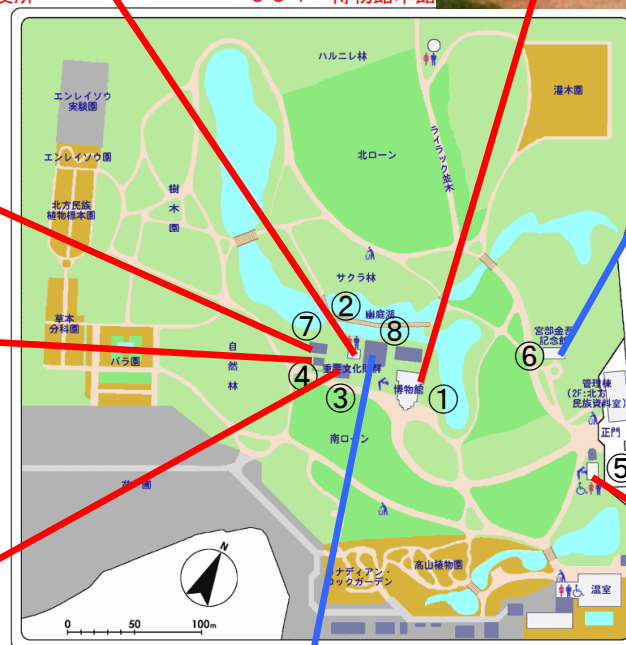 ハルニレ林
灌木園
エンレイソウ
実験園
ライラック並木
北ローン
エンレイソウ園
樹木園
北方民族
植物標本園
サクラ林
②
幽庭湖
草本
分科園
⑦
⑧
宮部金吾
記念館
⑥
バラ園
自然林
④
重要文化財群
③
博物館
①
管理棟
(2F:北方
民族資料室)
正門
南ローン
⑤
カナディアン・
ロックガーデン
高山植物園
温室
N
0 50 100m